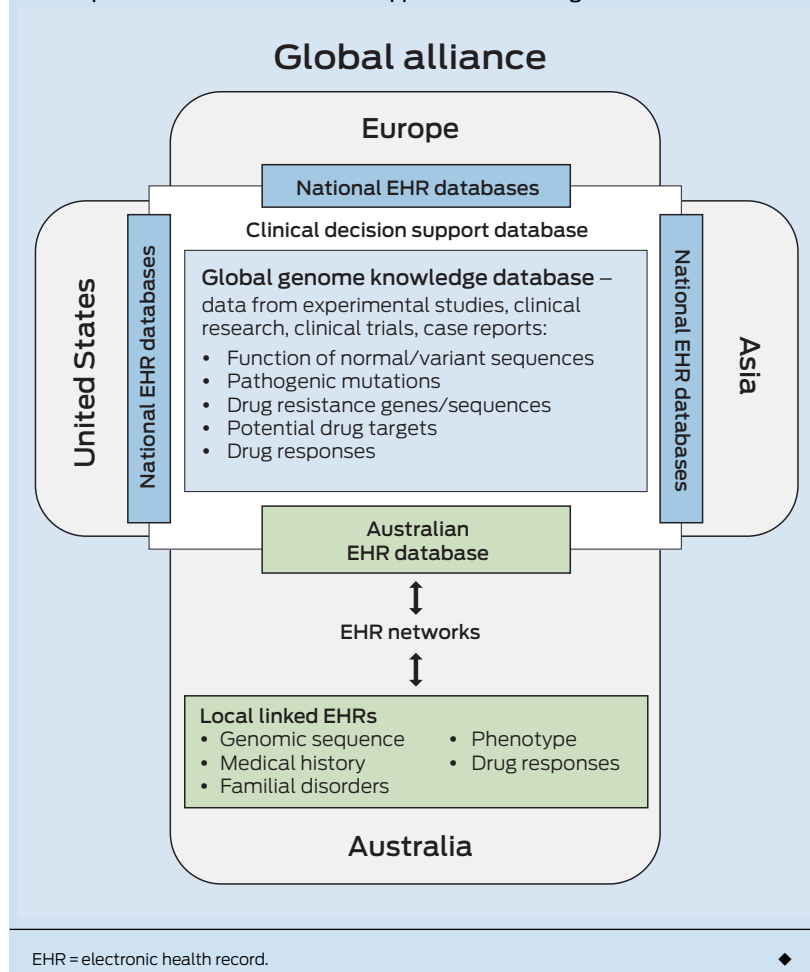 Global alliance
Europe
National EHR databases
Clinical decision support database
United States
National EHR databases
Global genome knowledge database –
data from experimental studies, clinical
research, clinical trials, case reports:
• Function of normal/variant sequences
• Pathogenic mutations
• Drug resistance genes/sequences
• Potential drug targets
• Drug responses
National EHR databases
Asia
Australian
EHR database
EHR networks
Local linked EHRs
• Genomic sequence
• Medical history
• Familial disorders
• Phenotype
• Drug responses
Australia
EHR = electronic health record.